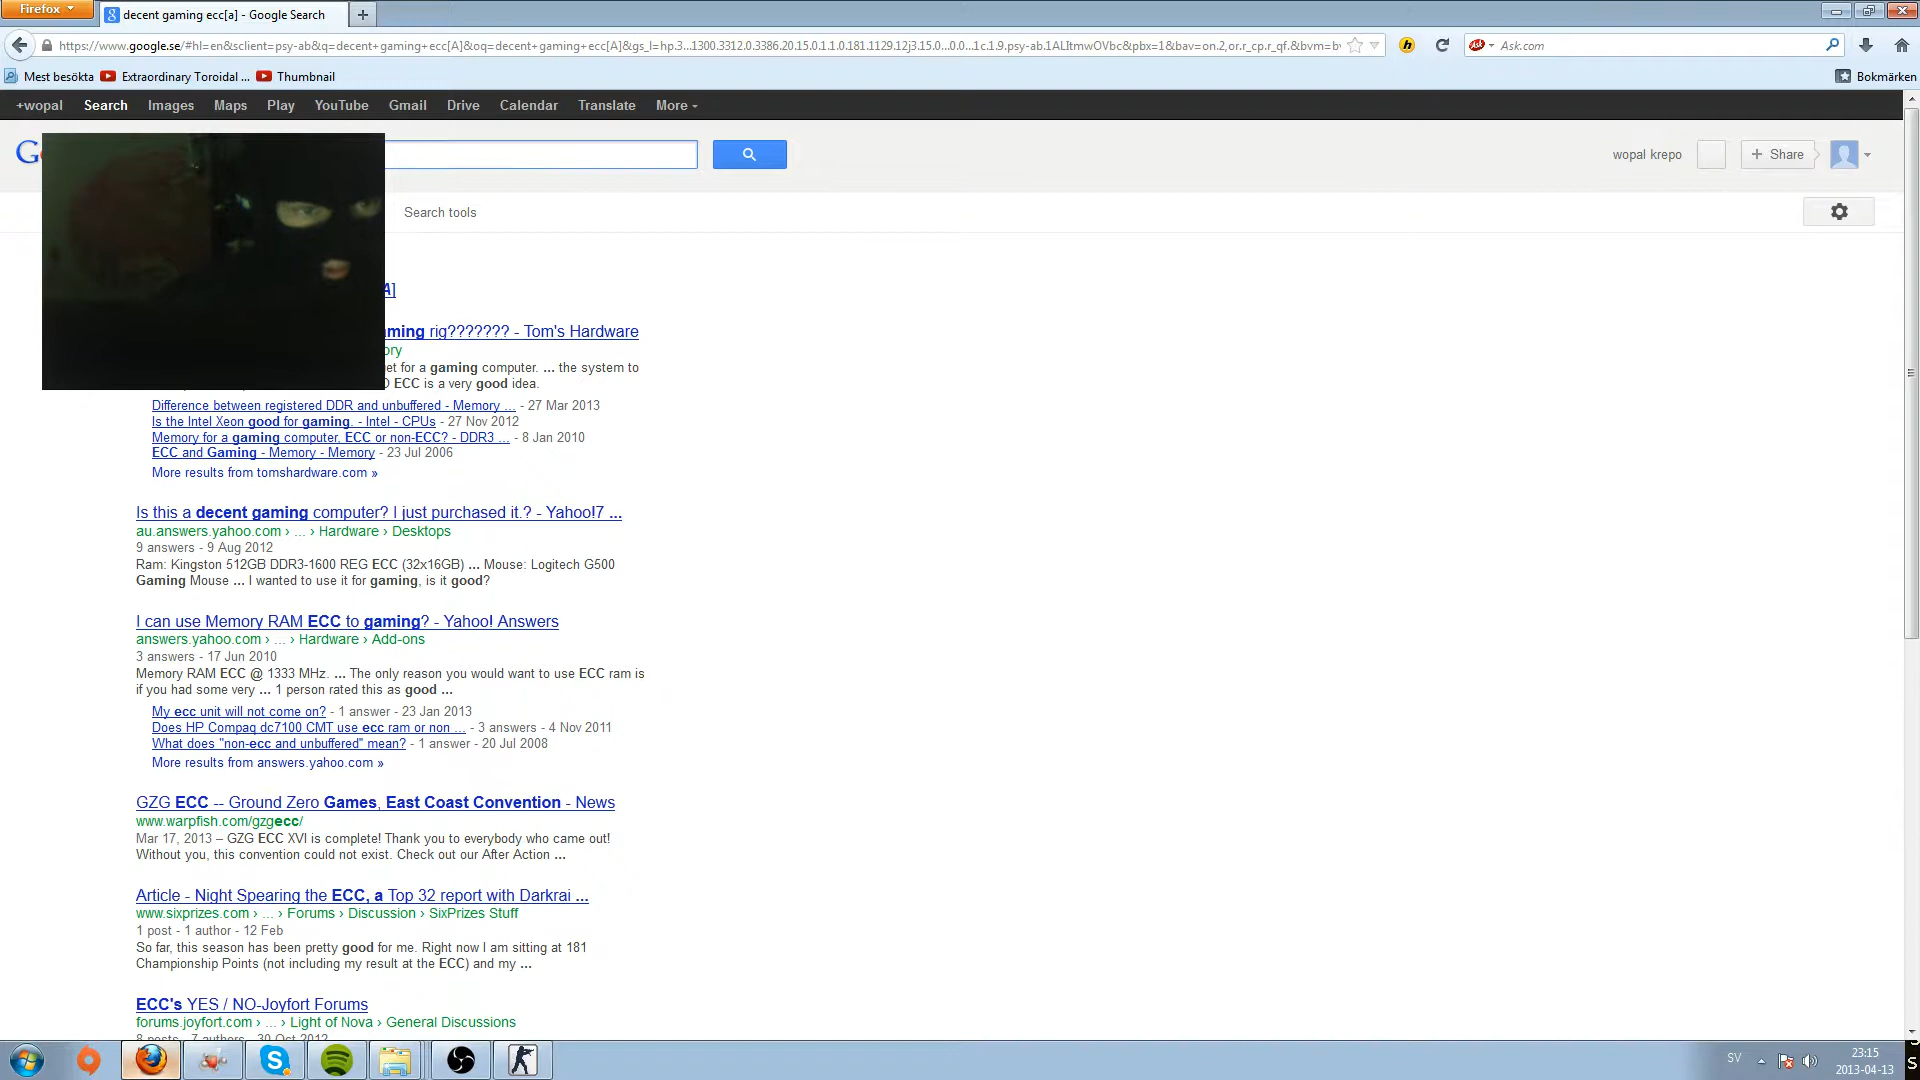 Firefox
decent gaming ecc[a] - Google Search
https://www.google.se/#hl=en&sclient=psy-ab&q=decent+gaming+ecc[A]&oq=decent+gaming+ecc[A]&gs_l=hp.3...1300.3312.0.3386.20.15.0.1.1.0.181.1129.12j3.15.0...0.0...1c.1.9.psy-ab.1ALItmwOVbc&pbx=1&bav=on.2,or.r_cp.r_qf.&bvm=b
Ask Ask.com
Mest besökta Extraordinary Toroidal ... Thumbnail Bokmärken
+wopal Search Images Maps Play YouTube Gmail Drive Calendar Translate More
G wopal krepo + Share
Search tools
A]
ming rig??????? - Tom's Hardware
ory
et for a gaming computer. ... the system to
ECC is a very good idea.
Difference between registered DDR and unbuffered - Memory ... - 27 Mar 2013
Is the Intel Xeon good for gaming. - Intel - CPUs - 27 Nov 2012
Memory for a gaming computer, ECC or non-ECC? - DDR3 ... - 8 Jan 2010
ECC and Gaming - Memory - Memory - 23 Jul 2006
More results from tomshardware.com »
Is this a decent gaming computer? I just purchased it.? - Yahoo!7 ...
au.answers.yahoo.com › ... › Hardware › Desktops
9 answers - 9 Aug 2012
Ram: Kingston 512GB DDR3-1600 REG ECC (32x16GB) ... Mouse: Logitech G500
Gaming Mouse ... I wanted to use it for gaming, is it good?
I can use Memory RAM ECC to gaming? - Yahoo! Answers
answers.yahoo.com › ... › Hardware › Add-ons
3 answers - 17 Jun 2010
Memory RAM ECC @ 1333 MHz. ... The only reason you would want to use ECC ram is
if you had some very ... 1 person rated this as good ...
My ecc unit will not come on? - 1 answer - 23 Jan 2013
Does HP Compaq dc7100 CMT use ecc ram or non ... - 3 answers - 4 Nov 2011
What does "non-ecc and unbuffered" mean? - 1 answer - 20 Jul 2008
More results from answers.yahoo.com »
GZG ECC -- Ground Zero Games, East Coast Convention - News
www.warpfish.com/gzgecc/
Mar 17, 2013 – GZG ECC XVI is complete! Thank you to everybody who came out!
Without you, this convention could not exist. Check out our After Action ...
Article - Night Spearing the ECC, a Top 32 report with Darkrai ...
www.sixprizes.com › ... › Forums › Discussion › SixPrizes Stuff
1 post - 1 author - 12 Feb
So far, this season has been pretty good for me. Right now I am sitting at 181
Championship Points (not including my result at the ECC) and my ...
ECC's YES / NO-Joyfort Forums
forums.joyfort.com › ... › Light of Nova › General Discussions
8 posts - 7 authors - 30 Oct 2012
SV 23:15
2013-04-13